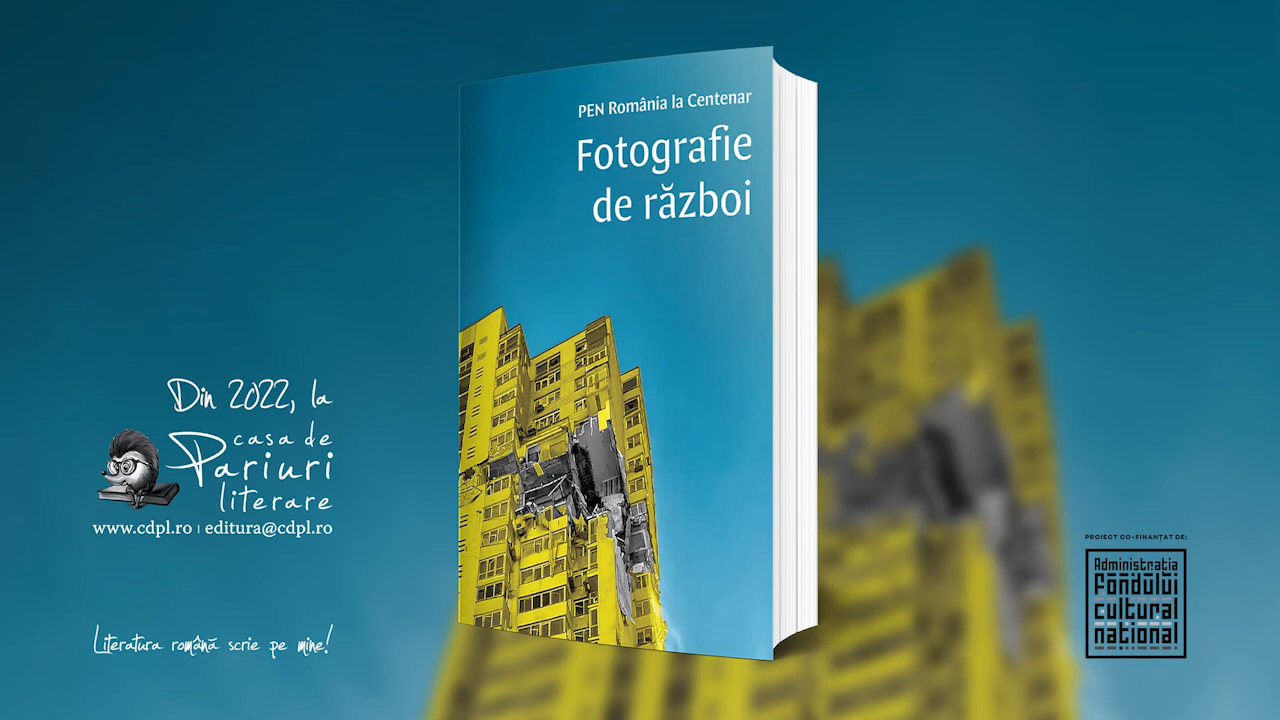 PEN România la Centenar
Fotografie
de război
Din 2022, la
casa de
Pariuri
literare
www.cdpl.ro | editura@cdpl.ro
Literatura română scrie pe mine!
PROIECT CO-FINANȚAT DE:
Administrația
Fondului
cultural
național